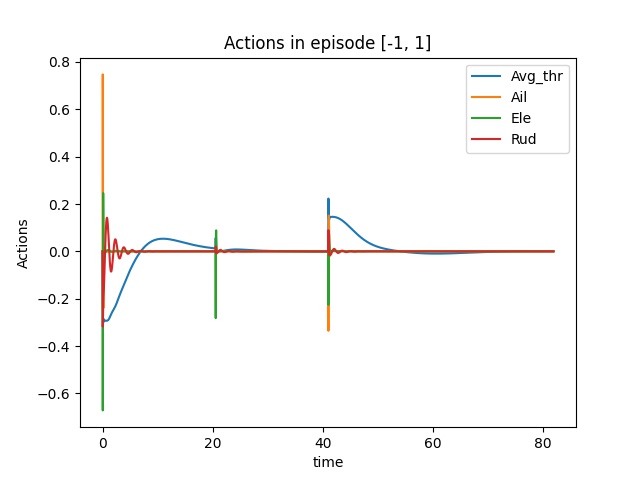 Actions in episode [-1, 1]
Avg_thr
Ail
Ele
Rud
0.8
0.6
0.4
0.2
0.0
−0.2
−0.4
−0.6
Actions
0 20 40 60 80
time